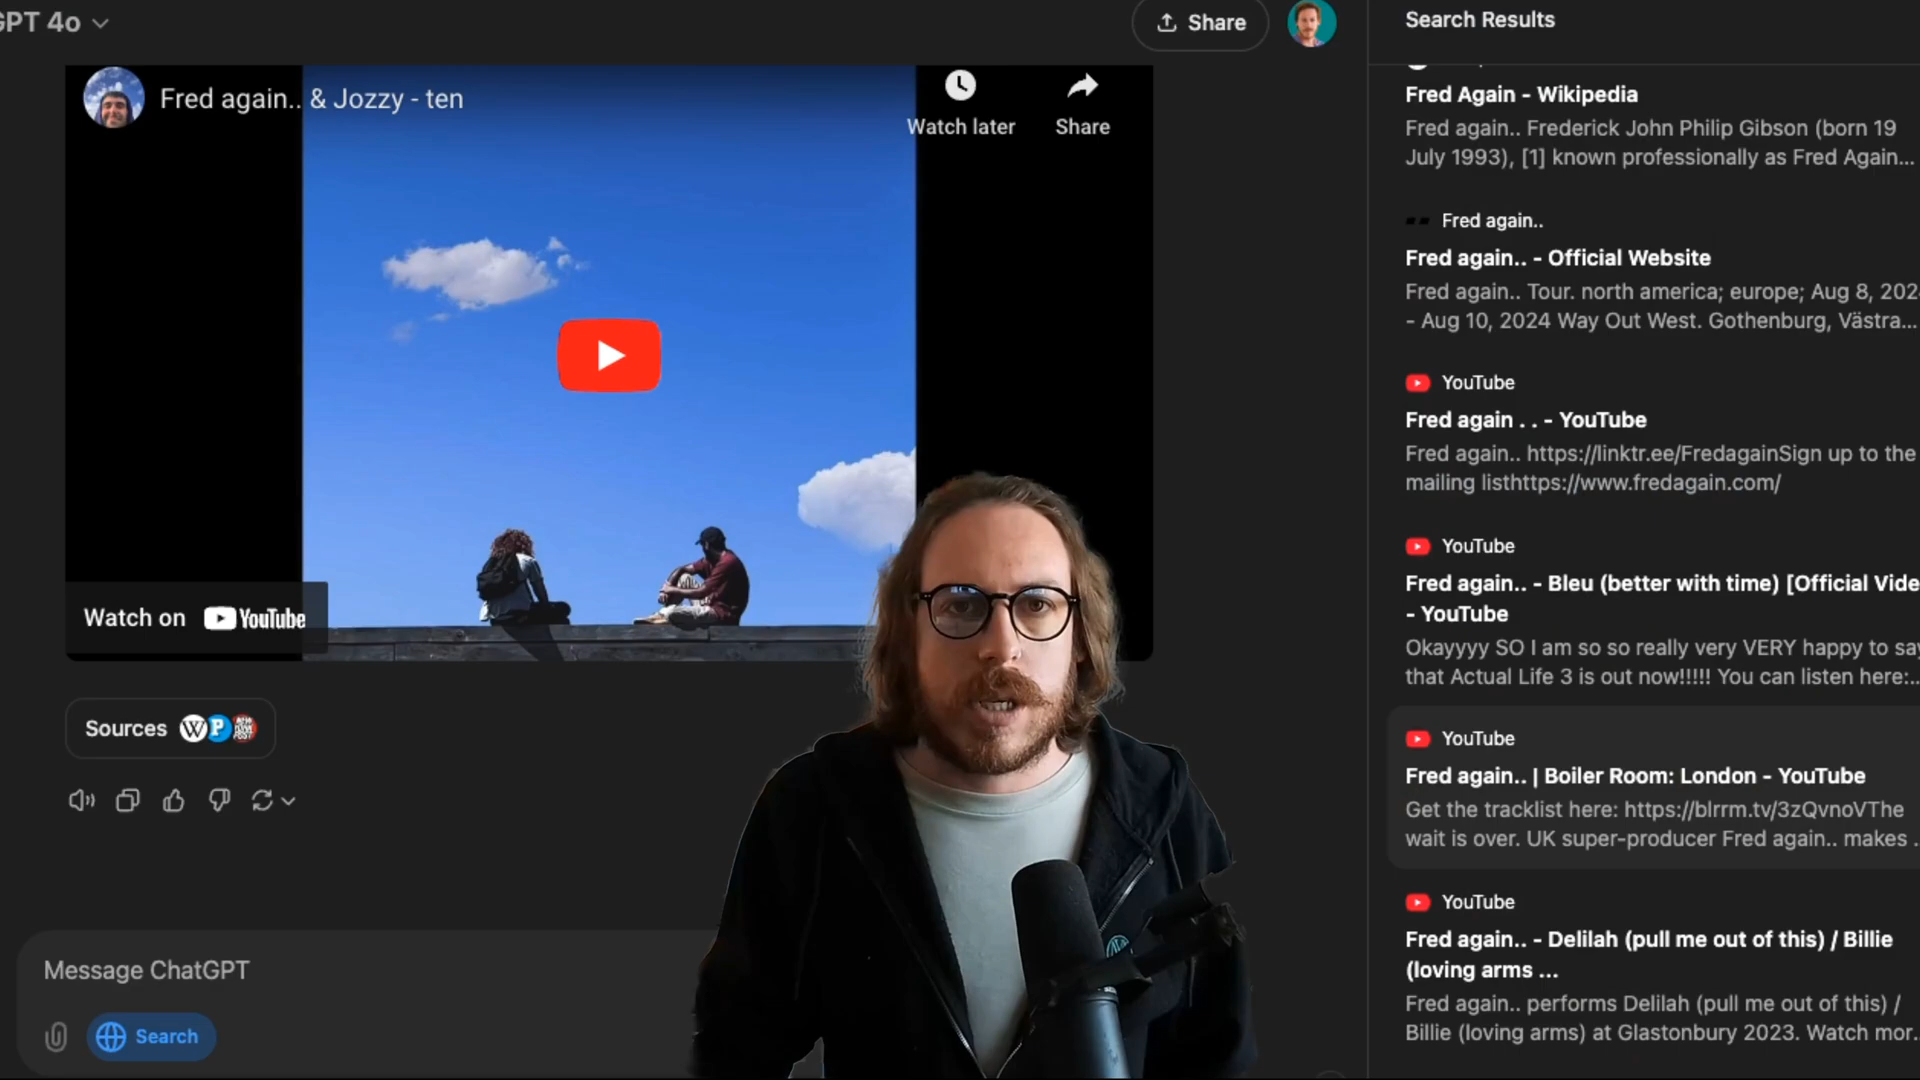 GPT 4o
Share
Fred again.. & Jozzy - ten
Watch later
Share
Watch on YouTube
Sources
Message ChatGPT
Search
Search Results
Fred Again - Wikipedia
Fred again.. Frederick John Philip Gibson (born 19
July 1993), [1] known professionally as Fred Again...
Fred again..
Fred again.. - Official Website
Fred again.. Tour. north america; europe; Aug 8, 202
- Aug 10, 2024 Way Out West. Gothenburg, Västra...
YouTube
Fred again . . - YouTube
Fred again.. https://linktr.ee/FredagainSign up to the
mailing listhttps://www.fredagain.com/
YouTube
Fred again.. - Bleu (better with time) [Official Vide
- YouTube
Okayyyy SO I am so so really very VERY happy to say
that Actual Life 3 is out now!!!!! You can listen here:..
YouTube
Fred again.. | Boiler Room: London - YouTube
Get the tracklist here: https://blrrm.tv/3zQvnoVThe
wait is over. UK super-producer Fred again.. makes ..
YouTube
Fred again.. - Delilah (pull me out of this) / Billie
(loving arms ...
Fred again.. performs Delilah (pull me out of this) /
Billie (loving arms) at Glastonbury 2023. Watch mor..